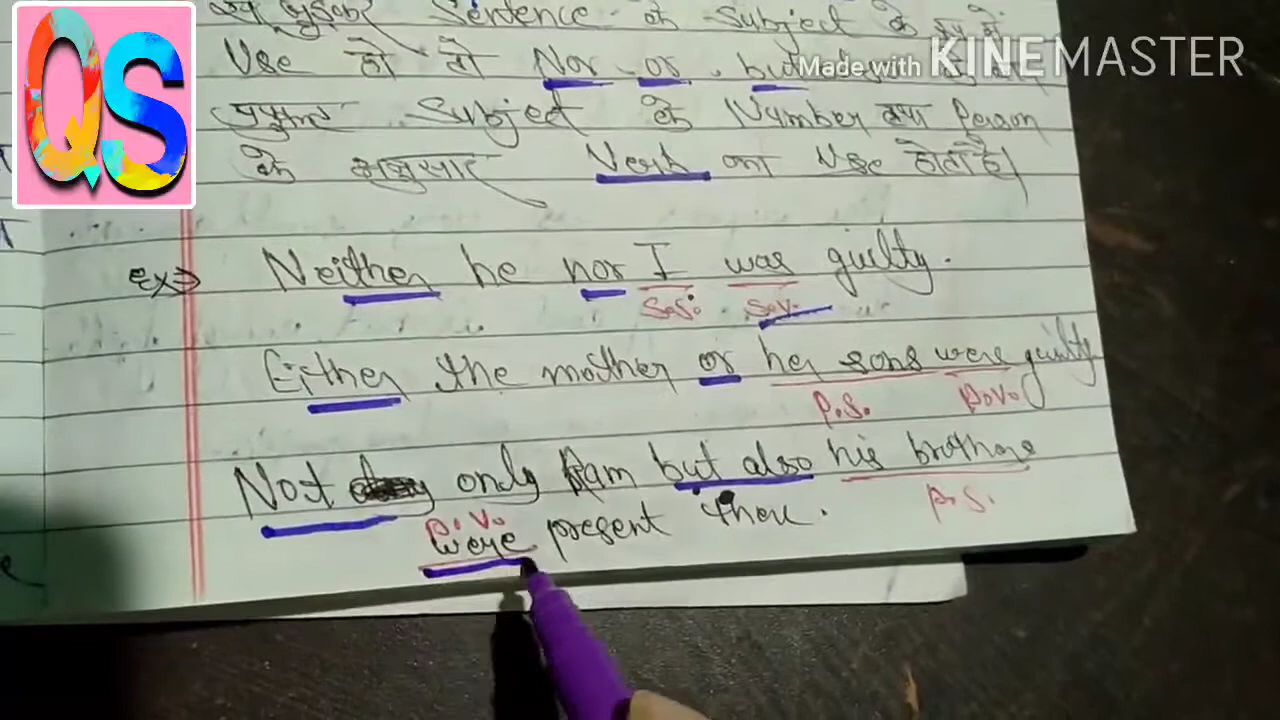 Sentence के subject के रूप में
Use हो तो Nor or but
Made with KINEMASTER
QS
Subject के Number तथा Person
के अनुसार Verb का Use होता है।
Ex⇒ Neither he nor I was guilty.
S.S. S.V.
Either the mother or her sons were guilty
P.S. P.V.
Not only Ram but also his brothers
P.S.
P.V.
were present there.